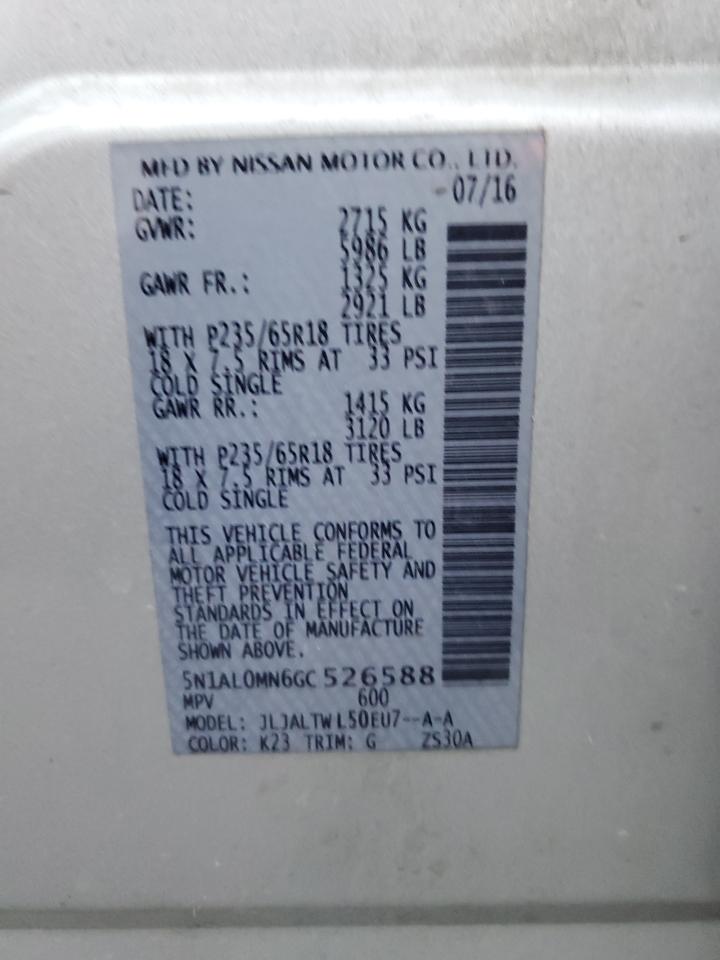 MFD BY NISSAN MOTOR CO., LTD.
DATE: 07/16
GVWR: 2715 KG
5986 LB
GAWR FR.: 1325 KG
2921 LB
WITH P235/65R18 TIRES
18 X 7.5 RIMS AT 33 PSI
COLD SINGLE
GAWR RR.: 1415 KG
3120 LB
WITH P235/65R18 TIRES
18 X 7.5 RIMS AT 33 PSI
COLD SINGLE
THIS VEHICLE CONFORMS TO
ALL APPLICABLE FEDERAL
MOTOR VEHICLE SAFETY AND
THEFT PREVENTION
STANDARDS IN EFFECT ON
THE DATE OF MANUFACTURE
SHOWN ABOVE.
5N1AL0MN6GC 526588
MPV 600
MODEL: JLJALTWL50EU7--A-A
COLOR: K23 TRIM: G ZS30A